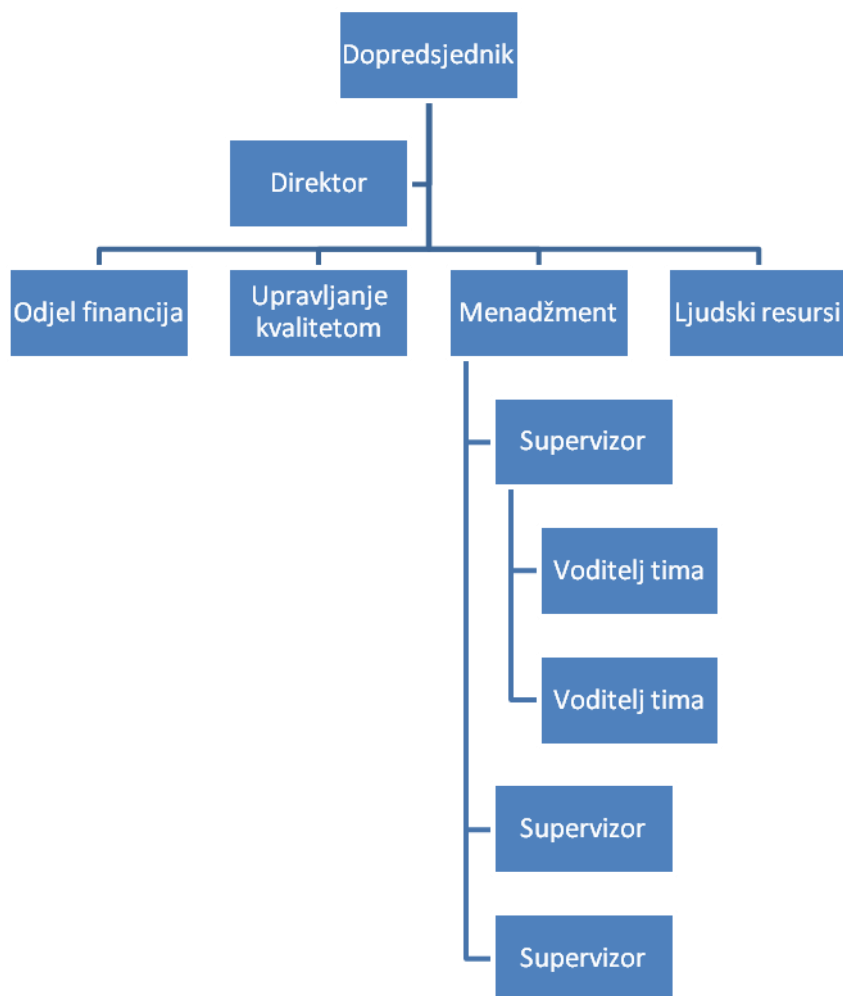 Dopredsjednik
Direktor
Odjel financija
Upravljanje
kvalitetom
Menadžment
Ljudski resursi
Supervizor
Voditelj tima
Voditelj tima
Supervizor
Supervizor